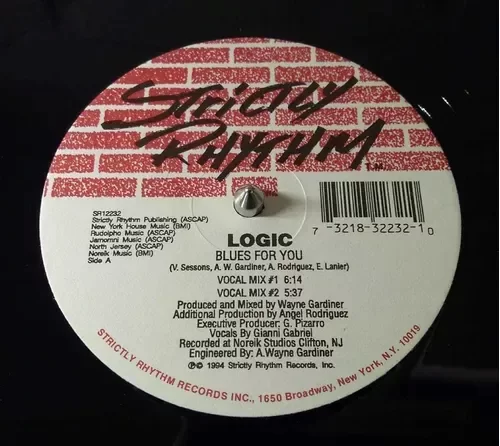 STRICTLY
RHYTHM
T.M.
SR12232
Strictly Rhythm Publishing (ASCAP)
New York House Music (BMI)
Rudolpho Music (ASCAP)
Jamomni Music (ASCAP)
North Jersey (ASCAP)
Noreik Music (BMI)
Side A
7 -3218-32232-1 0
LOGIC
BLUES FOR YOU
(V. Sessons, A. W. Gardiner, A. Rodriguez, E. Lanier)
VOCAL MIX #1 6:14
VOCAL MIX #2 5:37
Produced and Mixed by Wayne Gardiner
Additional Production by Angel Rodriguez
Executive Producer: G. Pizarro
Vocals By Gianni Gabriel
Recorded at Noreik Studios Clifton, NJ
Engineered By: A.Wayne Gardiner
℗© 1994 Strictly Rhythm Records, Inc.
STRICTLY RHYTHM RECORDS INC., 1650 Broadway, New York, N.Y. 10019